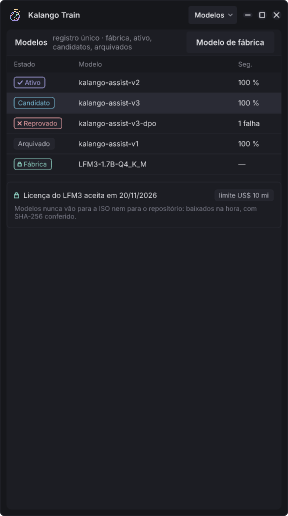 Kalango Train
Modelos
Modelos
registro único · fábrica, ativo,
candidatos, arquivados
Modelo de fábrica
Estado Modelo Seg.
Ativo kalango-assist-v2 100 %
Candidato kalango-assist-v3 100 %
Reprovado kalango-assist-v3-dpo 1 falha
Arquivado kalango-assist-v1 100 %
Fábrica LFM3-1.7B-Q4_K_M —
Licença do LFM3 aceita em 20/11/2026
limite US$ 10 mi
Modelos nunca vão para a ISO nem para o repositório: baixados na hora, com
SHA-256 conferido.